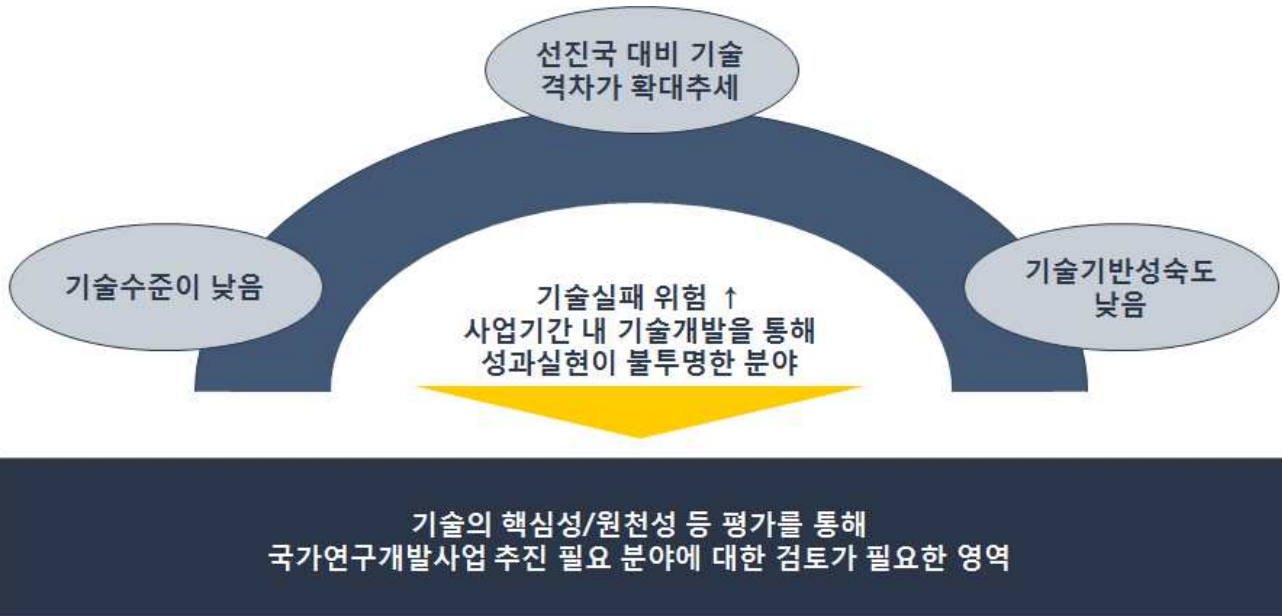 선진국 대비 기술
격차가 확대추세
기술수준이 낮음
기술기반성숙도
낮음
기술실패 위험 ↑
사업기간 내 기술개발을 통해
성과실현이 불투명한 분야
기술의 핵심성/원천성 등 평가를 통해
국가연구개발사업 추진 필요 분야에 대한 검토가 필요한 영역